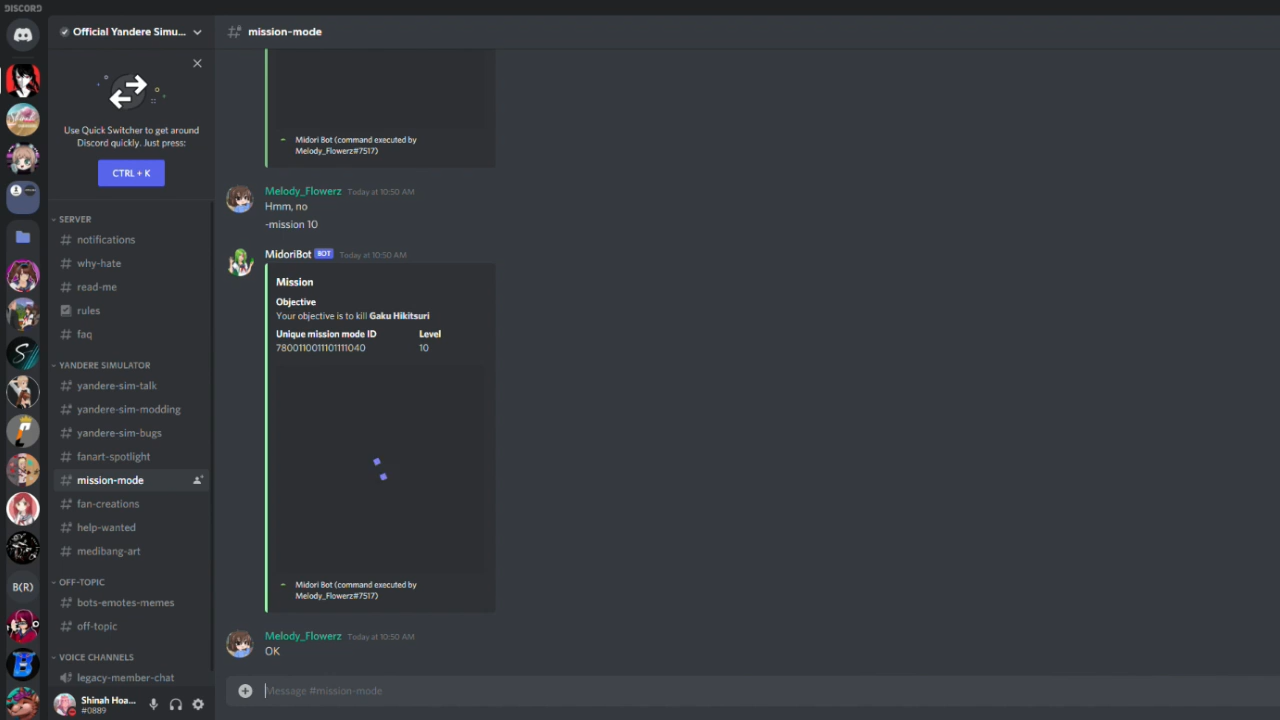 DISCORD
Official Yandere Simu...
Use Quick Switcher to get around
Discord quickly. Just press:
CTRL + K
SERVER
notifications
why-hate
read-me
rules
faq
YANDERE SIMULATOR
yandere-sim-talk
yandere-sim-modding
yandere-sim-bugs
fanart-spotlight
mission-mode
fan-creations
help-wanted
medibang-art
OFF-TOPIC
bots-emotes-memes
off-topic
VOICE CHANNELS
legacy-member-chat
B(R)
Shinah Hoa...
#0889
mission-mode
Midori Bot (command executed by
Melody_Flowerz#7517)
Melody_Flowerz Today at 10:50 AM
Hmm, no
-mission 10
MidoriBot BOT Today at 10:50 AM
Mission
Objective
Your objective is to kill Gaku Hikitsuri
Unique mission mode ID Level
7800110011101111040 10
Midori Bot (command executed by
Melody_Flowerz#7517)
Melody_Flowerz Today at 10:50 AM
OK
Message #mission-mode